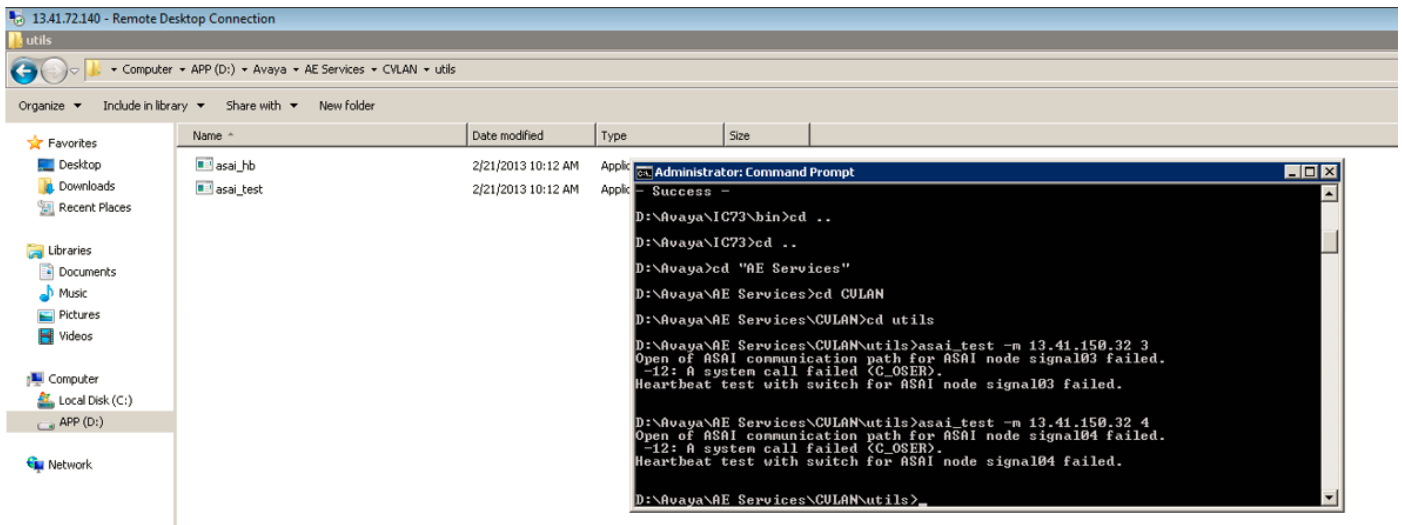 13.41.72.140 - Remote Desktop Connection
utils
Computer APP (D:) Avaya AE Services CVLAN utils
Organize Include in library Share with New folder
Name Date modified Type Size
Favorites
Desktop
Downloads
Recent Places
Libraries
Documents
Music
Pictures
Videos
Computer
Local Disk (C:)
APP (D:)
Network
asai_hb 2/21/2013 10:12 AM Applic
asai_test 2/21/2013 10:12 AM Applic
Administrator: Command Prompt
- Success -
D:\Avaya\IC73\bin>cd ..
D:\Avaya\IC73>cd ..
D:\Avaya>cd "AE Services"
D:\Avaya\AE Services>cd CVLAN
D:\Avaya\AE Services\CVLAN>cd utils
D:\Avaya\AE Services\CVLAN\utils>asai_test -m 13.41.150.32 3
Open of ASAI communication path for ASAI node signal03 failed.
-12: A system call failed (C_OSER).
Heartbeat test with switch for ASAI node signal03 failed.
D:\Avaya\AE Services\CVLAN\utils>asai_test -m 13.41.150.32 4
Open of ASAI communication path for ASAI node signal04 failed.
-12: A system call failed (C_OSER).
Heartbeat test with switch for ASAI node signal04 failed.
D:\Avaya\AE Services\CVLAN\utils>_